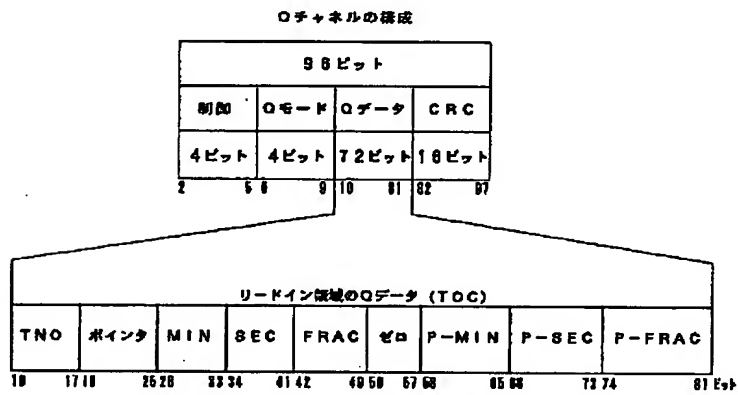 Qチャネルの構成
96ビット
制御 Qモード Qデータ CRC
4ビット 4ビット 72ビット 16ビット
2 5 6 9 10 81 82 97
リードイン領域のQデータ (TOC)
TNO ポインタ MIN SEC FRAC ゼロ P-MIN P-SEC P-FRAC
10 17 18 25 26 33 34 41 42 49 50 57 58 65 66 73 74 81 ビット